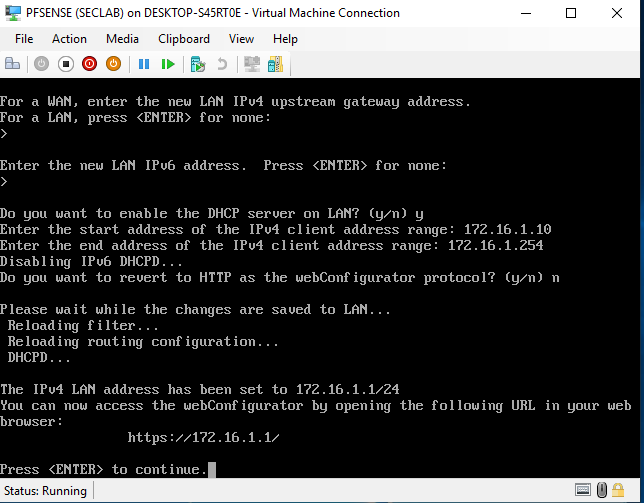 PFSENSE (SECLAB) on DESKTOP-S45RT0E - Virtual Machine Connection
File Action Media Clipboard View Help
For a WAN, enter the new LAN IPv4 upstream gateway address.
For a LAN, press <ENTER> for none:
>
Enter the new LAN IPv6 address.  Press <ENTER> for none:
>
Do you want to enable the DHCP server on LAN? (y/n) y
Enter the start address of the IPv4 client address range: 172.16.1.10
Enter the end address of the IPv4 client address range: 172.16.1.254
Disabling IPv6 DHCPD...
Do you want to revert to HTTP as the webConfigurator protocol? (y/n) n
Please wait while the changes are saved to LAN...
Reloading filter...
Reloading routing configuration...
DHCPD...
The IPv4 LAN address has been set to 172.16.1.1/24
You can now access the webConfigurator by opening the following URL in your web
browser:
https://172.16.1.1/
Press <ENTER> to continue.
Status: Running